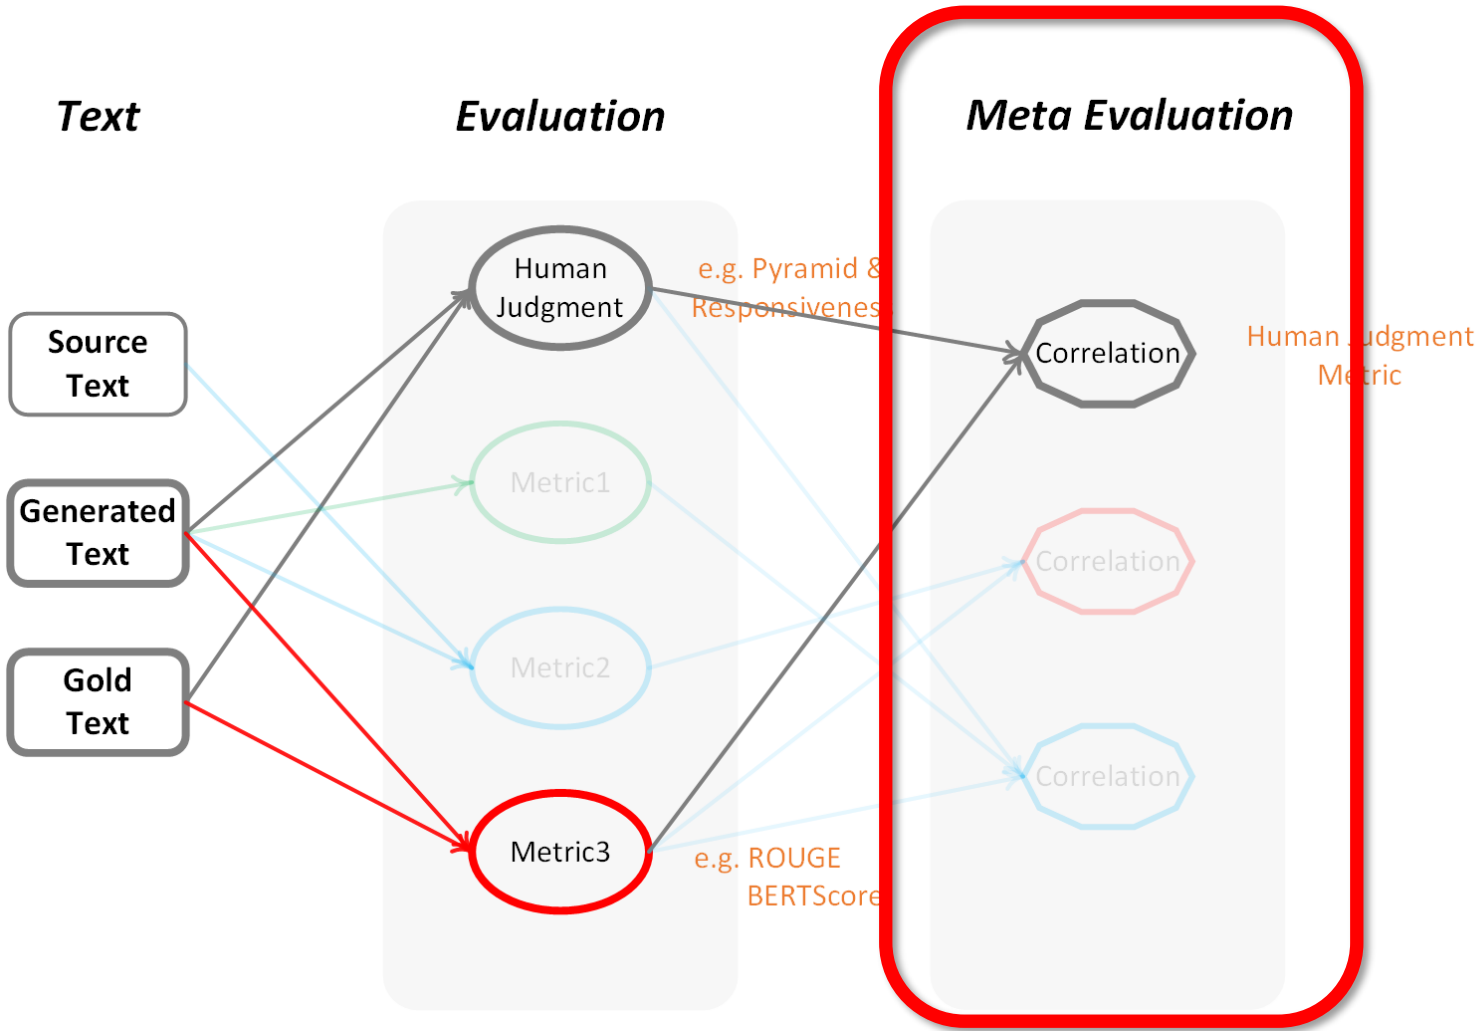 Text
Evaluation
Meta Evaluation
Human
Judgment
e.g. Pyramid &
Responsiveness
Source
Text
Correlation
Human Judgment
Metric
Generated
Text
Metric1
Correlation
Gold
Text
Metric2
Correlation
Metric3
e.g. ROUGE
BERTScore